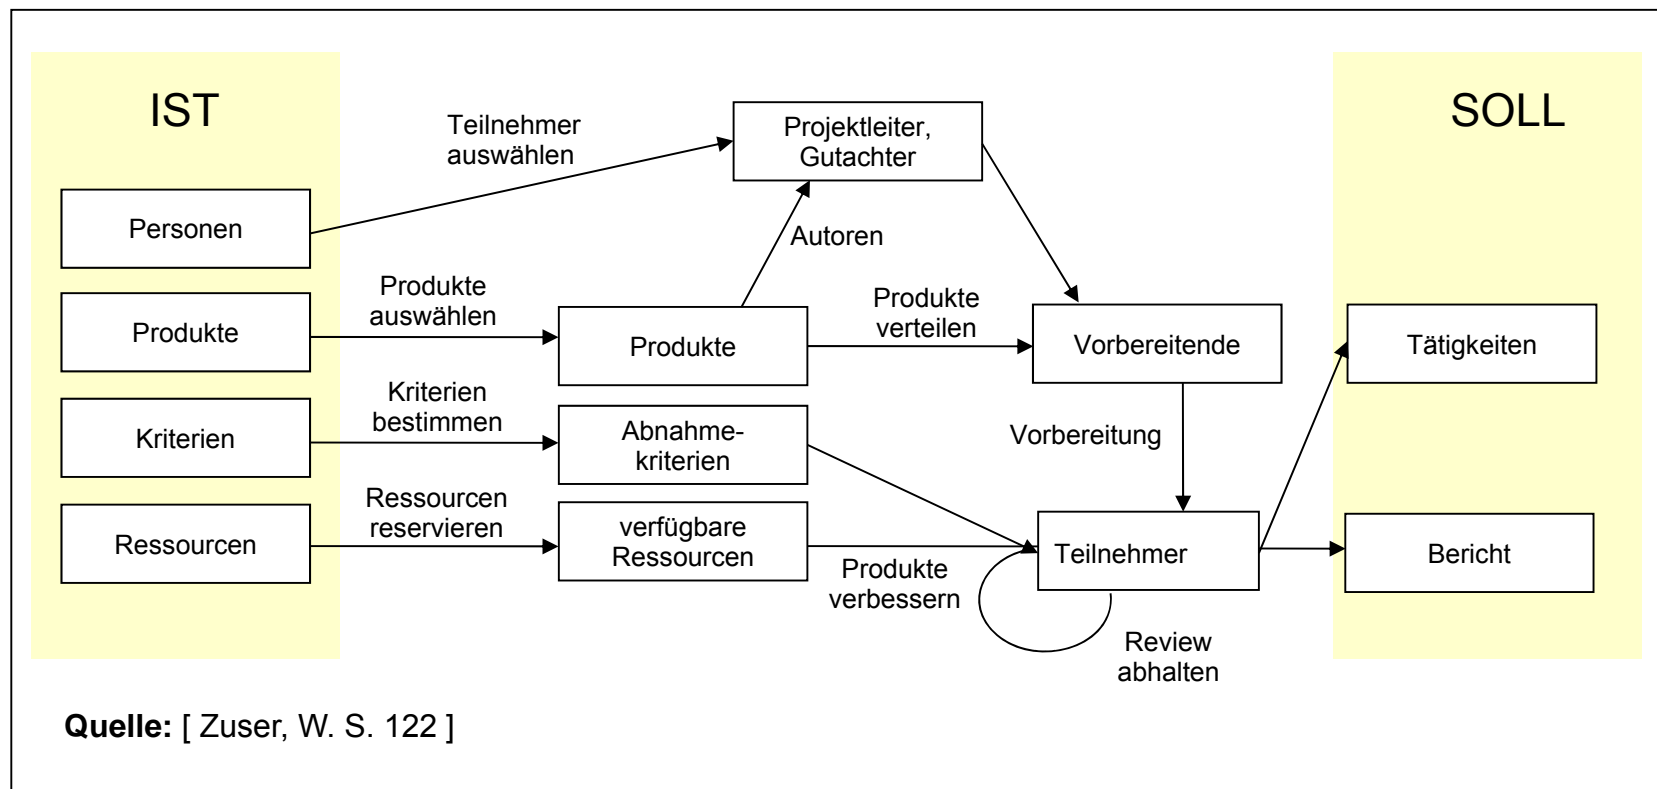 IST
SOLL
Teilnehmer
auswählen
Projektleiter,
Gutachter
Personen
Autoren
Produkte
auswählen
Produkte
verteilen
Produkte
Produkte
Vorbereitende
Tätigkeiten
Kriterien
bestimmen
Kriterien
Abnahme-
kriterien
Vorbereitung
Ressourcen
reservieren
Ressourcen
verfügbare
Ressourcen
Teilnehmer
Bericht
Produkte
verbessern
Review
abhalten
Quelle: [ Zuser, W. S. 122 ]